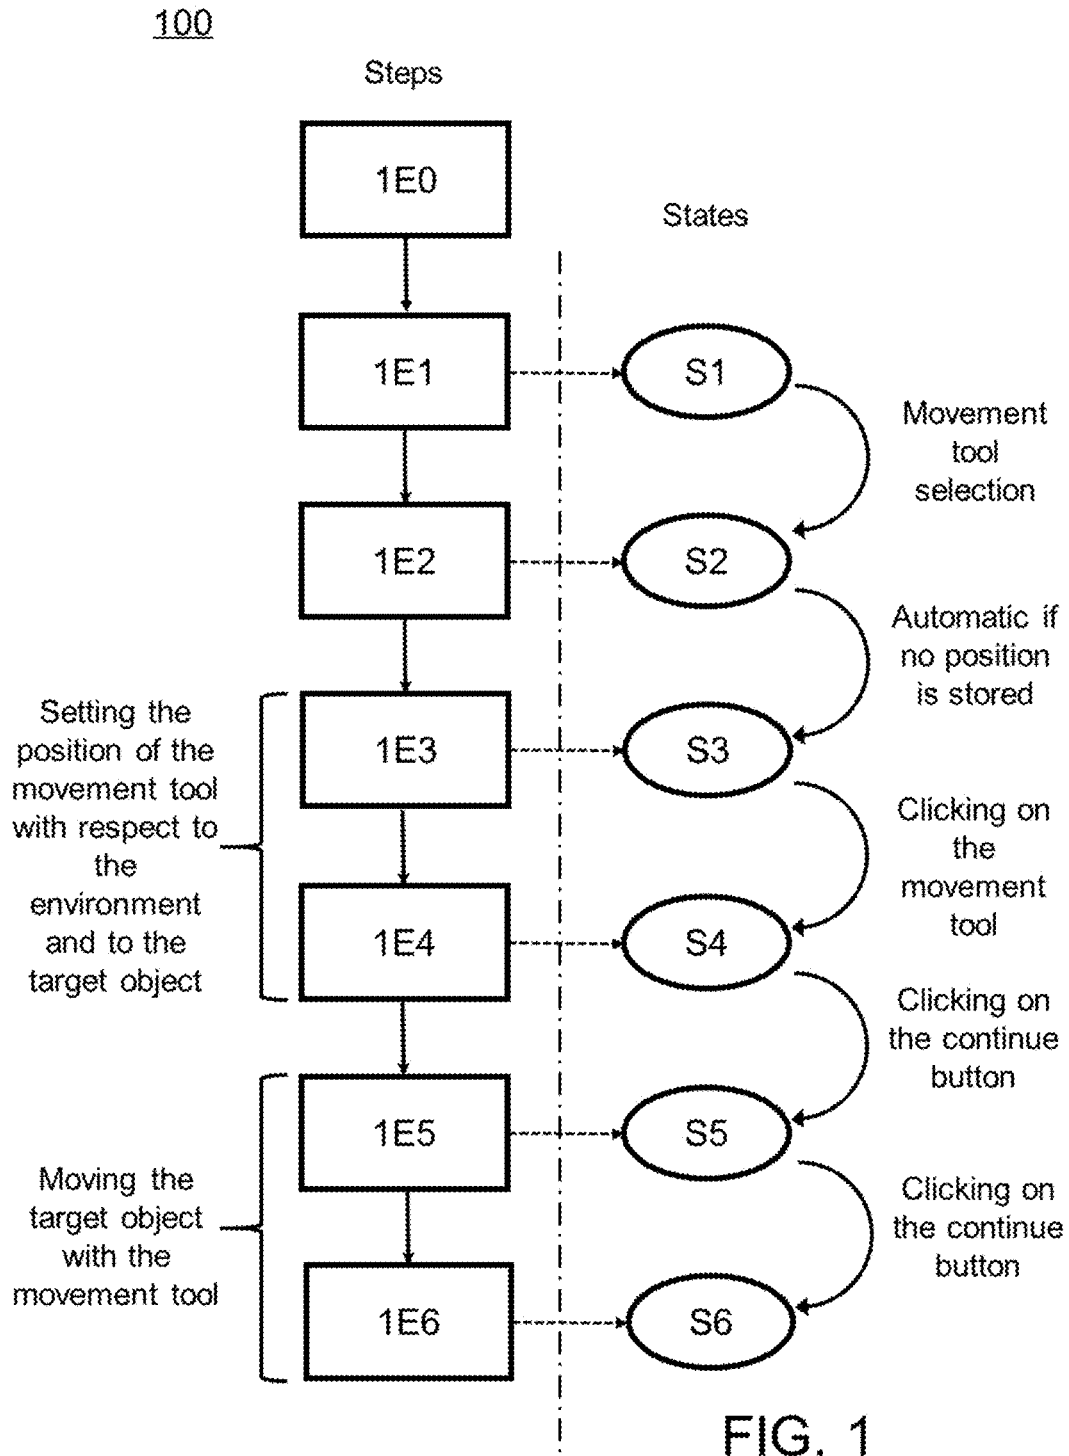 100
Steps
1E0
States
1E1
S1
Movement
tool
selection
1E2
S2
Automatic if
no position
is stored
Setting the
position of the
movement tool
with respect to
the
environment
and to the
target object
1E3
S3
Clicking on
the
movement
tool
1E4
S4
Clicking on
the continue
button
1E5
S5
Moving the
target object
with the
movement tool
Clicking on
the continue
button
1E6
S6
FIG. 1